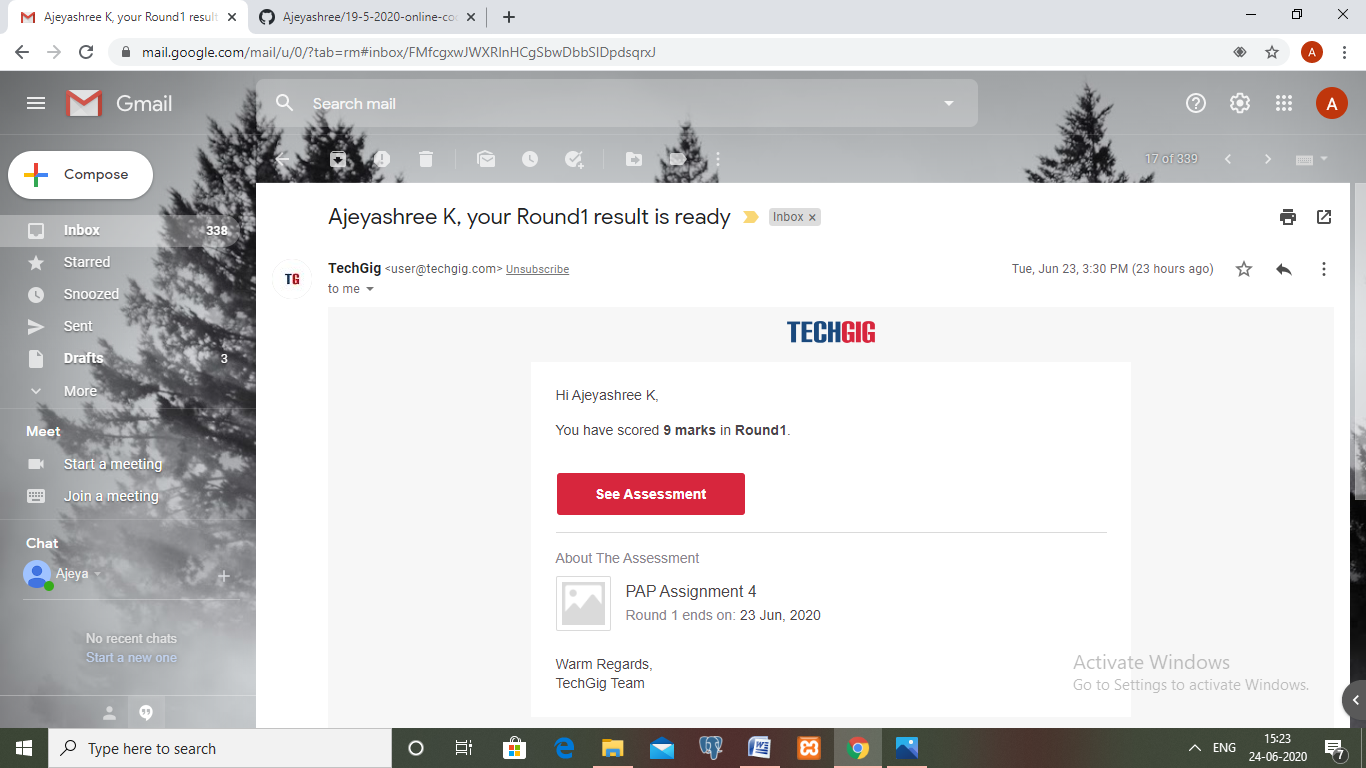 Ajeyashree K, your Round1 result
Ajeyashree/19-5-2020-online-co
mail.google.com/mail/u/0/?tab=rm#inbox/FMfcgxwJWXRlnHCgSbwDbbSlDpdsqrxJ
A
Gmail
Search mail
A
Compose
17 of 339
Inbox 338
Starred
Snoozed
Sent
Drafts 3
More
Meet
Start a meeting
Join a meeting
Chat
Ajeya
No recent chats
Start a new one
Ajeyashree K, your Round1 result is ready Inbox x
TG
TechGig <user@techgig.com> Unsubscribe
Tue, Jun 23, 3:30 PM (23 hours ago)
to me
TECHGIG
Hi Ajeyashree K,
You have scored 9 marks in Round1.
See Assessment
About The Assessment
PAP Assignment 4
Round 1 ends on: 23 Jun, 2020
Warm Regards,
TechGig Team
Activate Windows
Go to Settings to activate Windows.
Type here to search
W
ENG
15:23
24-06-2020
7